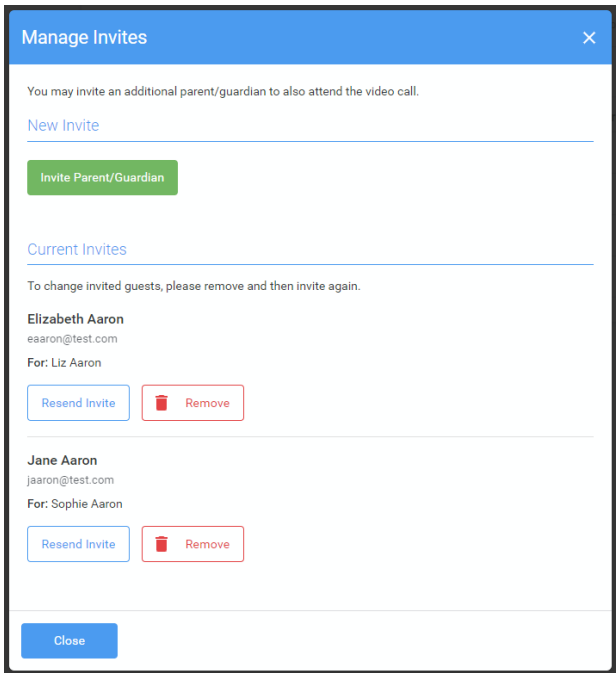 Manage Invites
You may invite an additional parent/guardian to also attend the video call.
New Invite
Invite Parent/Guardian
Current Invites
To change invited guests, please remove and then invite again.
Elizabeth Aaron
eaaron@test.com
For: Liz Aaron
Resend Invite Remove
Jane Aaron
jaaron@test.com
For: Sophie Aaron
Resend Invite Remove
Close